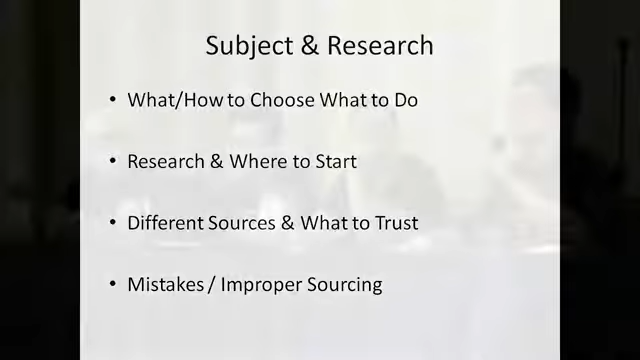 Subject & Research
• What/How to Choose What to Do
• Research & Where to Start
• Different Sources & What to Trust
• Mistakes / Improper Sourcing